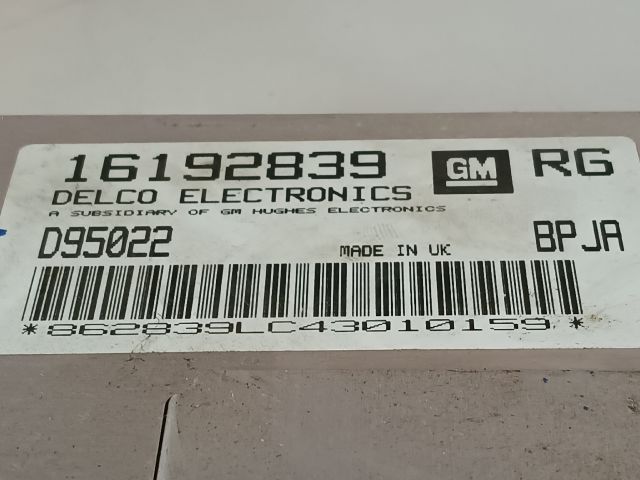 16192839 GM RG
DELCO ELECTRONICS
A SUBSIDIARY OF GM HUGHES ELECTRONICS
D95022 MADE IN UK BPJA
*862839LC43010159*